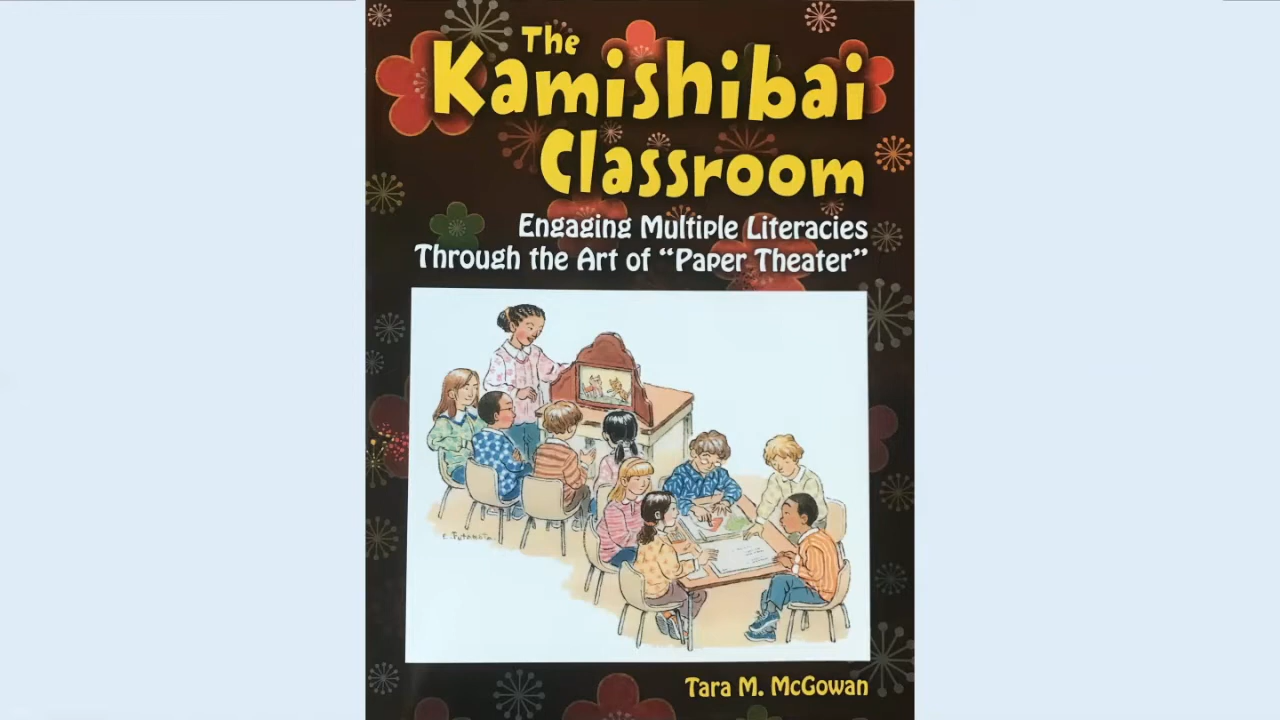 The
Kamishibai
Classroom
Engaging Multiple Literacies
Through the Art of “Paper Theater”
Tara M. McGowan